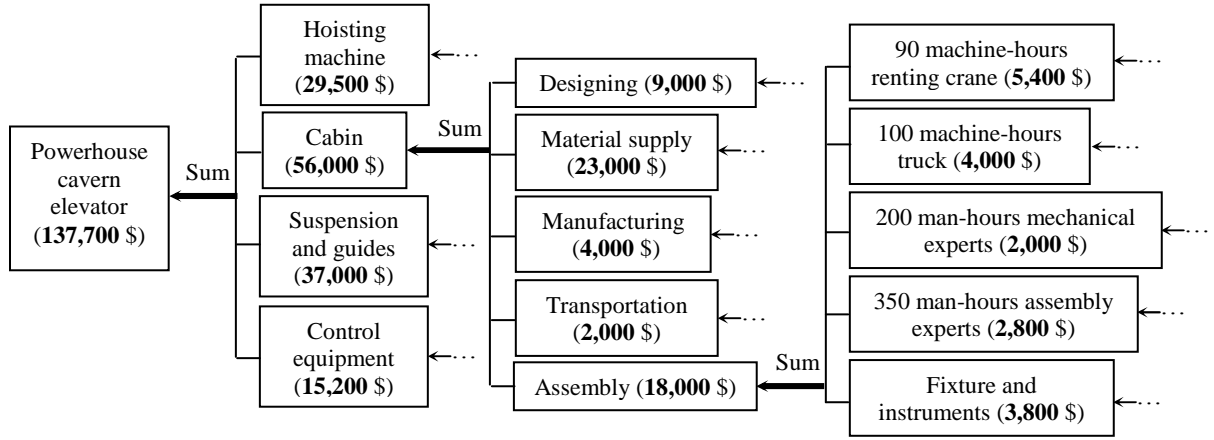 Powerhouse
cavern
elevator
(137,700 $)
Sum
Hoisting
machine
(29,500 $)
...
Cabin
(56,000 $)
Sum
Suspension
and guides
(37,000 $)
...
Control
equipment
(15,200 $)
...
Designing (9,000 $)
...
Material supply
(23,000 $)
...
Manufacturing
(4,000 $)
...
Transportation
(2,000 $)
...
Assembly (18,000 $)
Sum
90 machine-hours
renting crane (5,400 $)
...
100 machine-hours
truck (4,000 $)
...
200 man-hours mechanical
experts (2,000 $)
...
350 man-hours assembly
experts (2,800 $)
...
Fixture and
instruments (3,800 $)
...